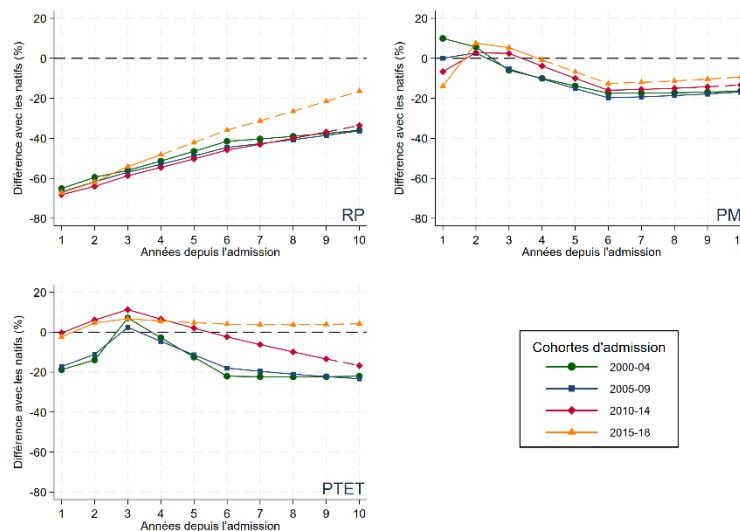 Différence avec les natifs (%)
20
0
-20
-40
-60
-80
1 2 3 4 5 6 7 8 9 10
Années depuis l'admission
RP
Différence avec les natifs (%)
20
0
-20
-40
-60
-80
1 2 3 4 5 6 7 8 9 1
Années depuis l'admission
PM
Différence avec les natifs (%)
20
0
-20
-40
-60
-80
1 2 3 4 5 6 7 8 9 10
Années depuis l'admission
PTET
Cohortes d'admission
2000-04
2005-09
2010-14
2015-18